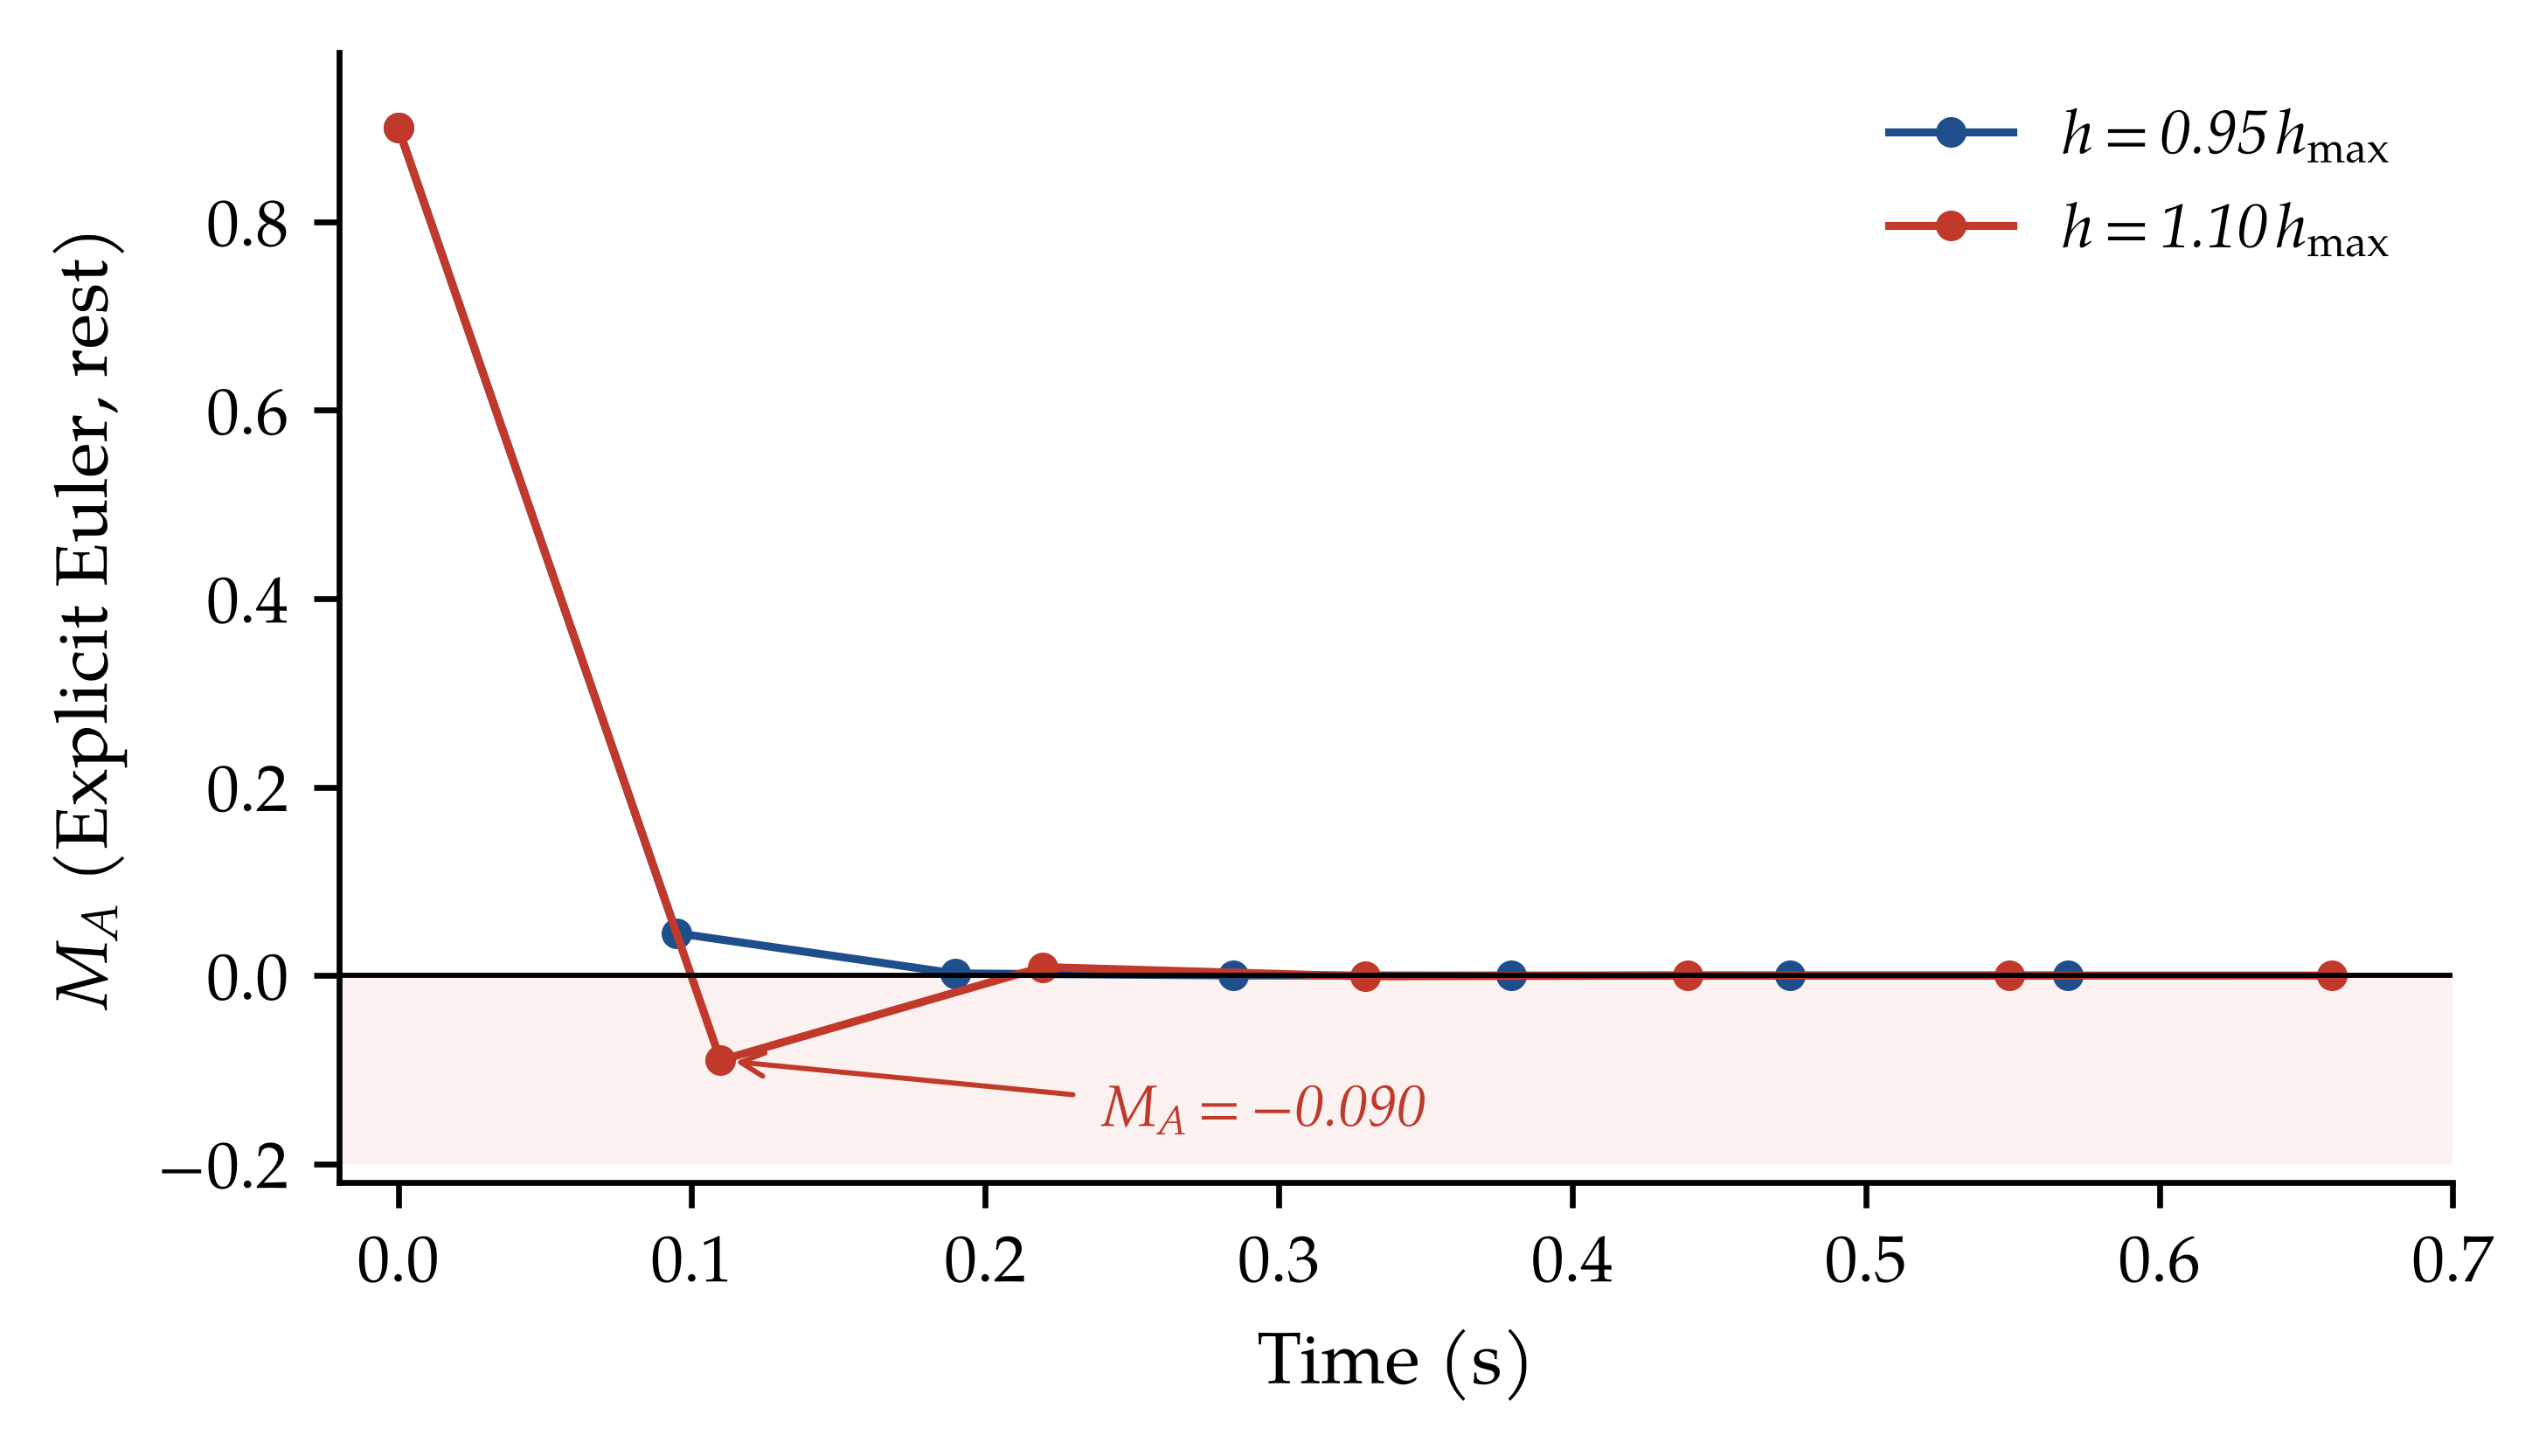 h = 0.95 h_max
h = 1.10 h_max
M_A (Explicit Euler, rest)
0.8
0.6
0.4
0.2
0.0
−0.2
M_A = −0.090
0.0 0.1 0.2 0.3 0.4 0.5 0.6 0.7
Time (s)